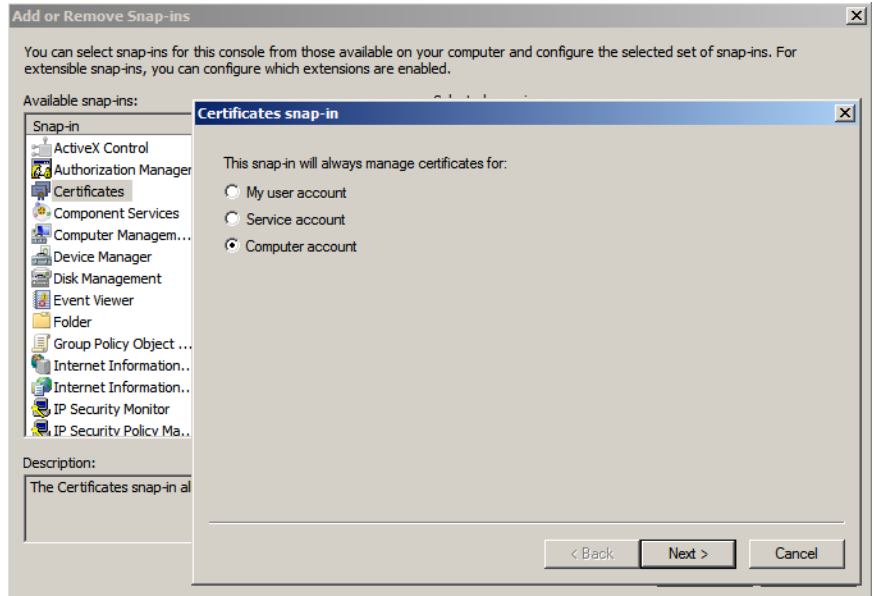 Add or Remove Snap-ins
You can select snap-ins for this console from those available on your computer and configure the selected set of snap-ins. For
extensible snap-ins, you can configure which extensions are enabled.
Available snap-ins:
Snap-in
ActiveX Control
Authorization Manager
Certificates
Component Services
Computer Managem...
Device Manager
Disk Management
Event Viewer
Folder
Group Policy Object ...
Internet Information..
Internet Information..
IP Security Monitor
IP Security Policy Ma..
Description:
The Certificates snap-in al
Certificates snap-in
This snap-in will always manage certificates for:
My user account
Service account
Computer account
< Back
Next >
Cancel